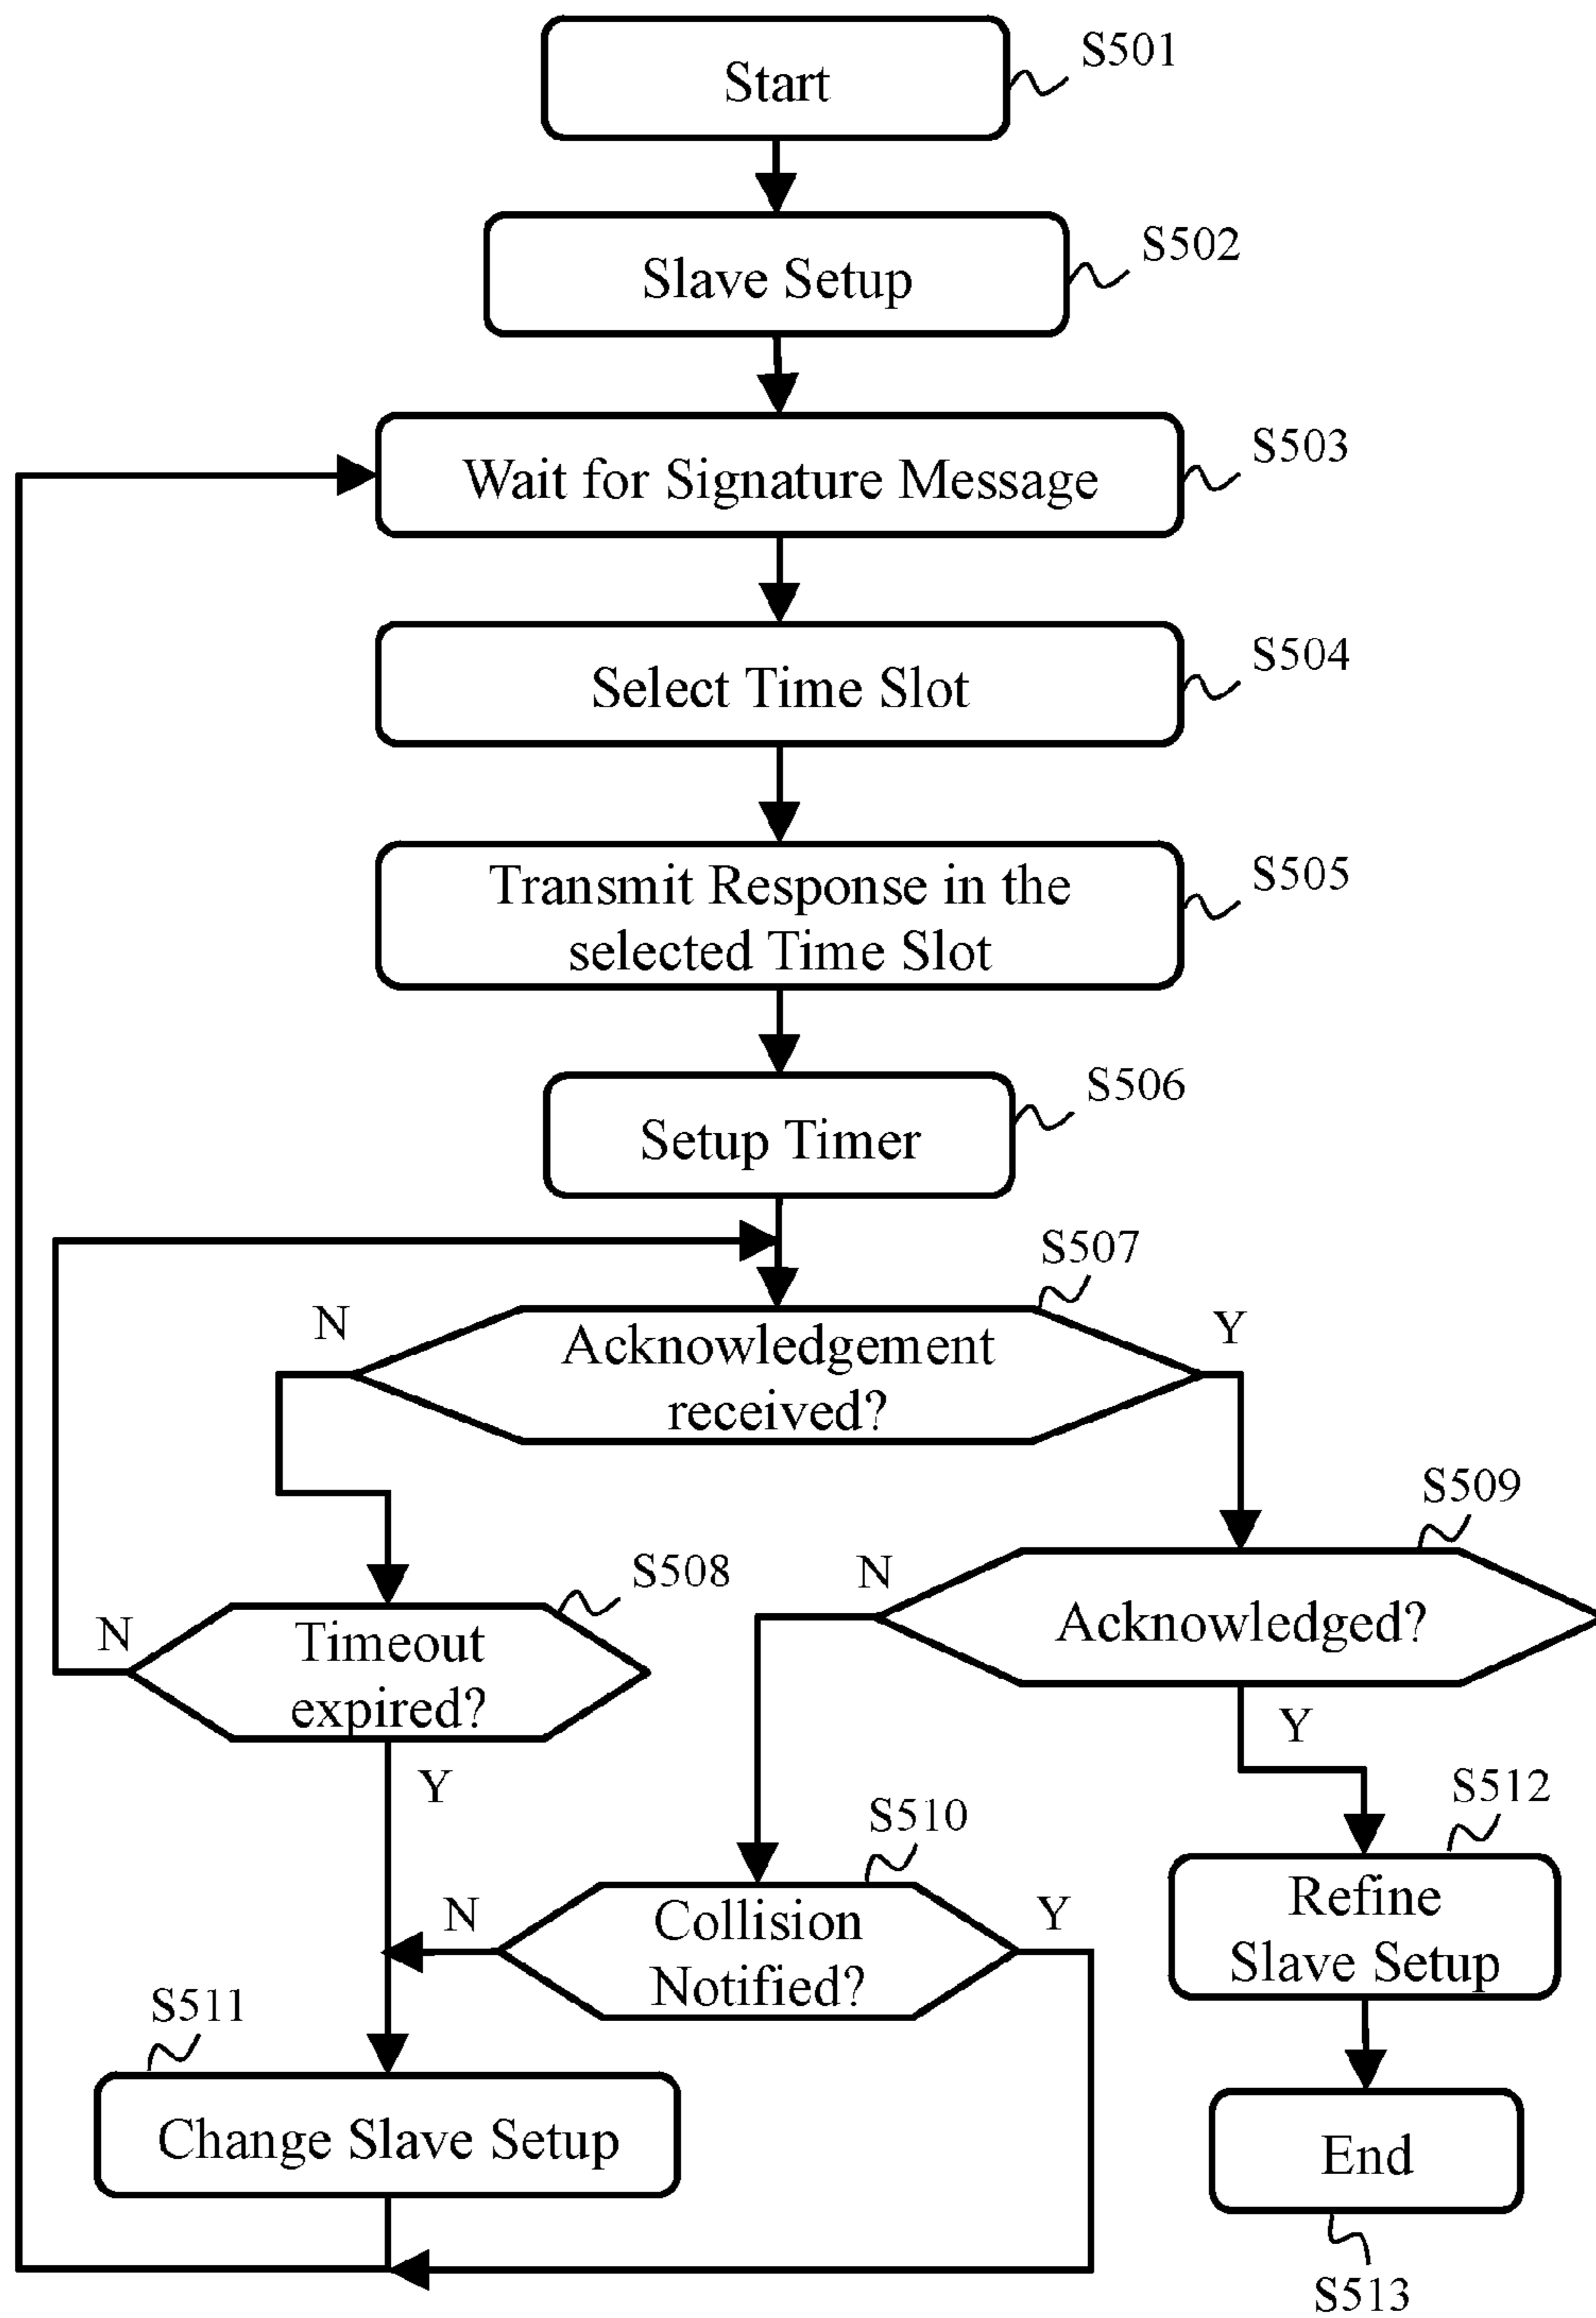 Start
S501
Slave Setup
S502
Wait for Signature Message
S503
Select Time Slot
S504
Transmit Response in the
selected Time Slot
S505
Setup Timer
S506
S507
N
Acknowledgement
received?
Y
S509
N
Acknowledged?
Y
S508
N
Timeout
expired?
Y
S510
N
Collision
Notified?
Y
S512
Refine
Slave Setup
S511
Change Slave Setup
End
S513